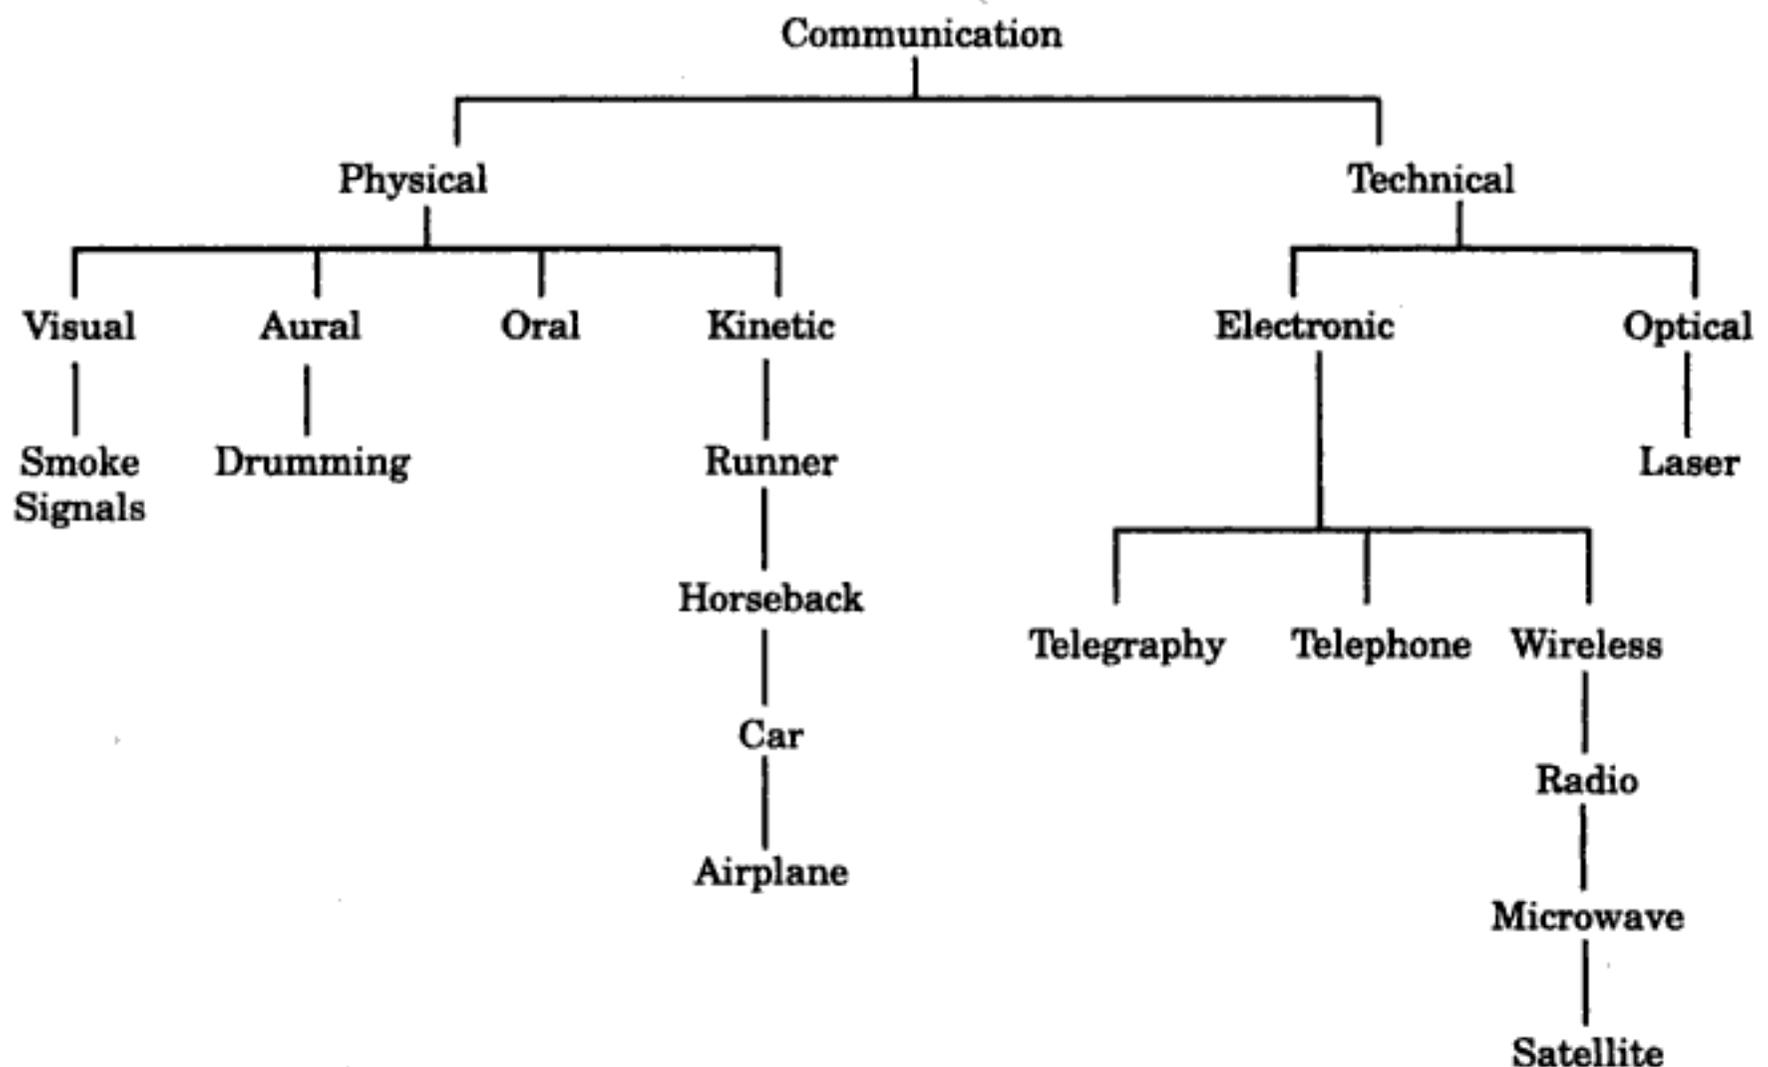 Communication
Physical
Technical
Visual
Aural
Oral
Kinetic
Electronic
Optical
Smoke
Signals
Drumming
Runner
Laser
Horseback
Telegraphy
Telephone
Wireless
Car
Radio
Airplane
Microwave
Satellite